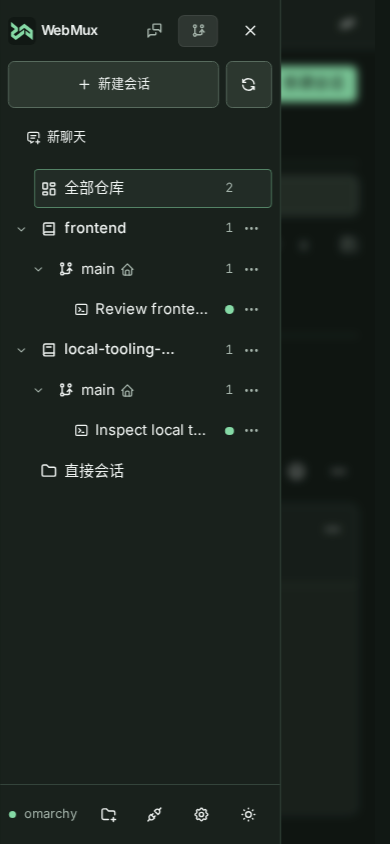 WebMux
新建会话
新聊天
全部仓库 2
frontend 1
main 1
Review fronte...
local-tooling-... 1
main 1
Inspect local t...
直接会话
omarchy